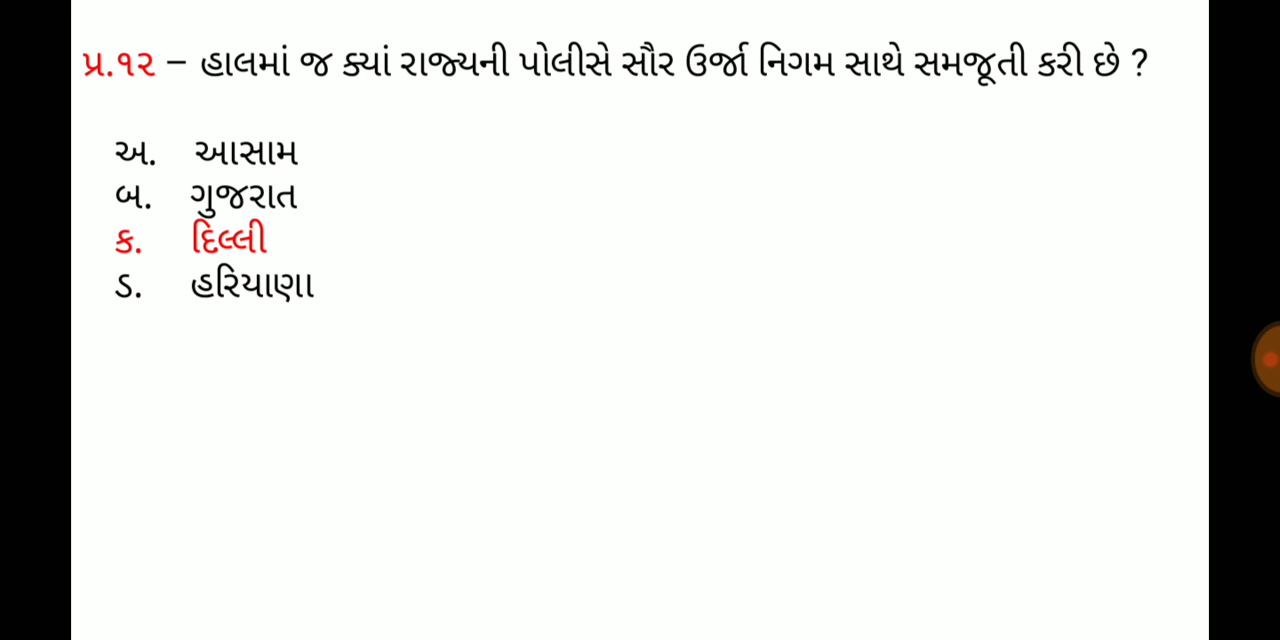 પ્ર.૧૨ – હાલમાં જ ક્યાં રાજ્યની પોલીસે સૌર ઉર્જા નિગમ સાથે સમજૂતી કરી છે ?
અ. આસામ
બ. ગુજરાત
ક. દિલ્લી
ડ. હરિયાણા